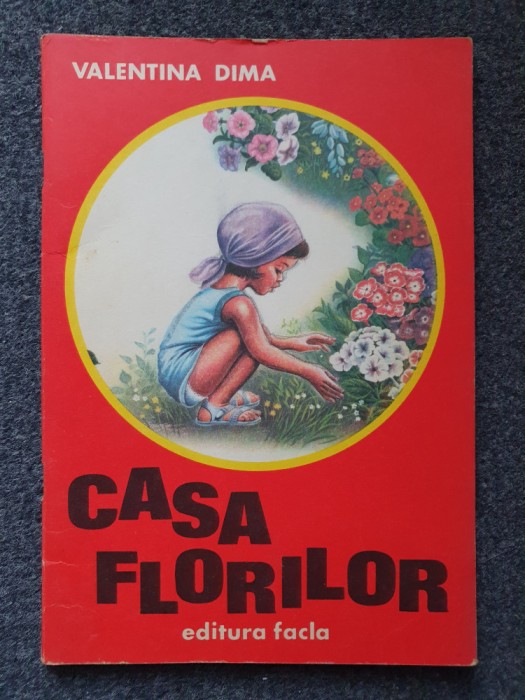 VALENTINA DIMA
CASA
FLORILOR
editura facla